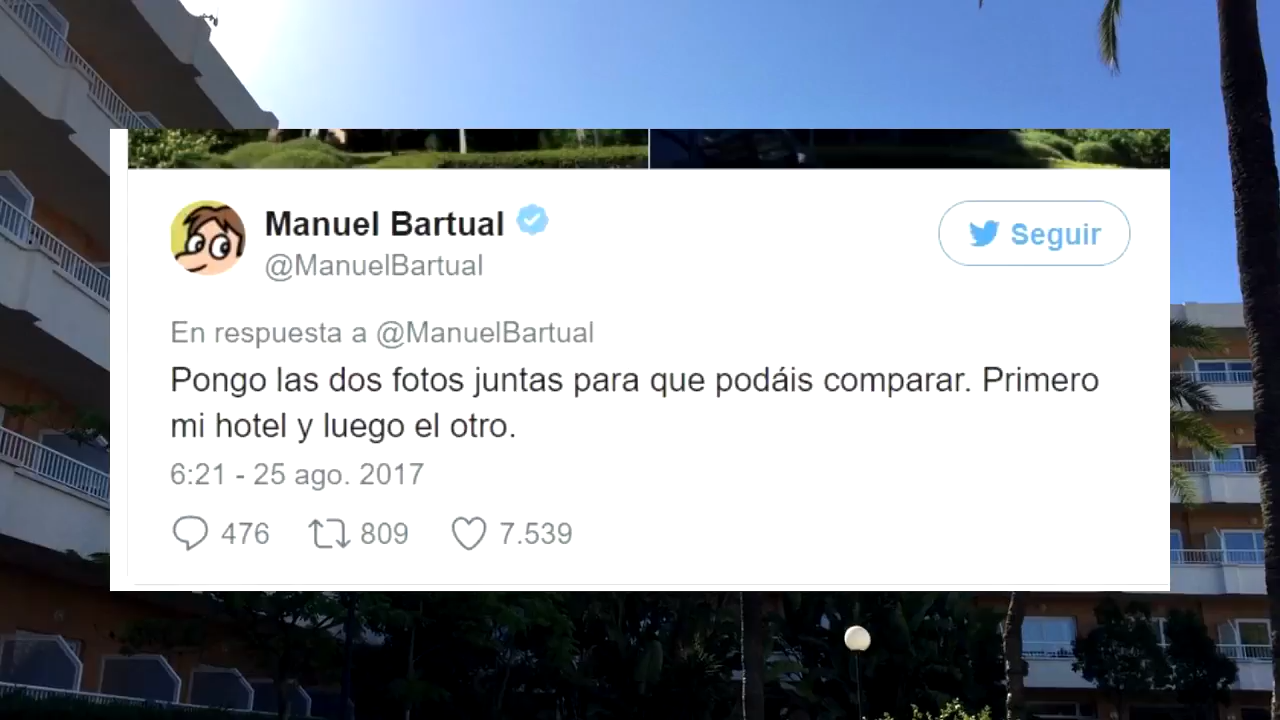 Manuel Bartual
@ManuelBartual
Seguir
En respuesta a @ManuelBartual
Pongo las dos fotos juntas para que podáis comparar. Primero
mi hotel y luego el otro.
6:21 - 25 ago. 2017
476 809 7.539